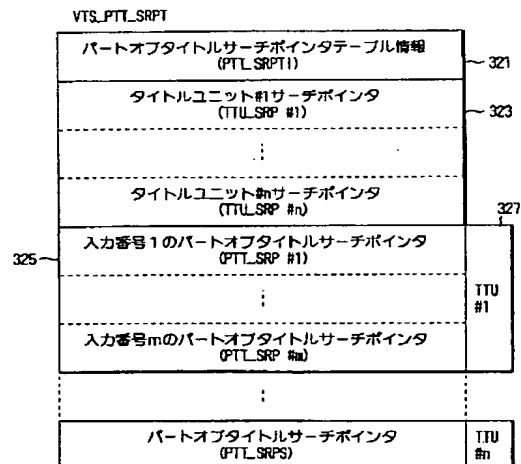 VTS_PTT_SRPT
パートオブタイトルサーチポインタテーブル情報
(PTT_SRPTI)
321
タイトルユニット#1サーチポインタ
(TTU_SRP #1)
323
タイトルユニット#nサーチポインタ
(TTU_SRP #n)
327
入力番号1のパートオブタイトルサーチポインタ
(PTT_SRP #1)
325
TTU
#1
入力番号mのパートオブタイトルサーチポインタ
(PTT_SRP #m)
パートオブタイトルサーチポインタ
(PTT_SRPS)
TTU
#n